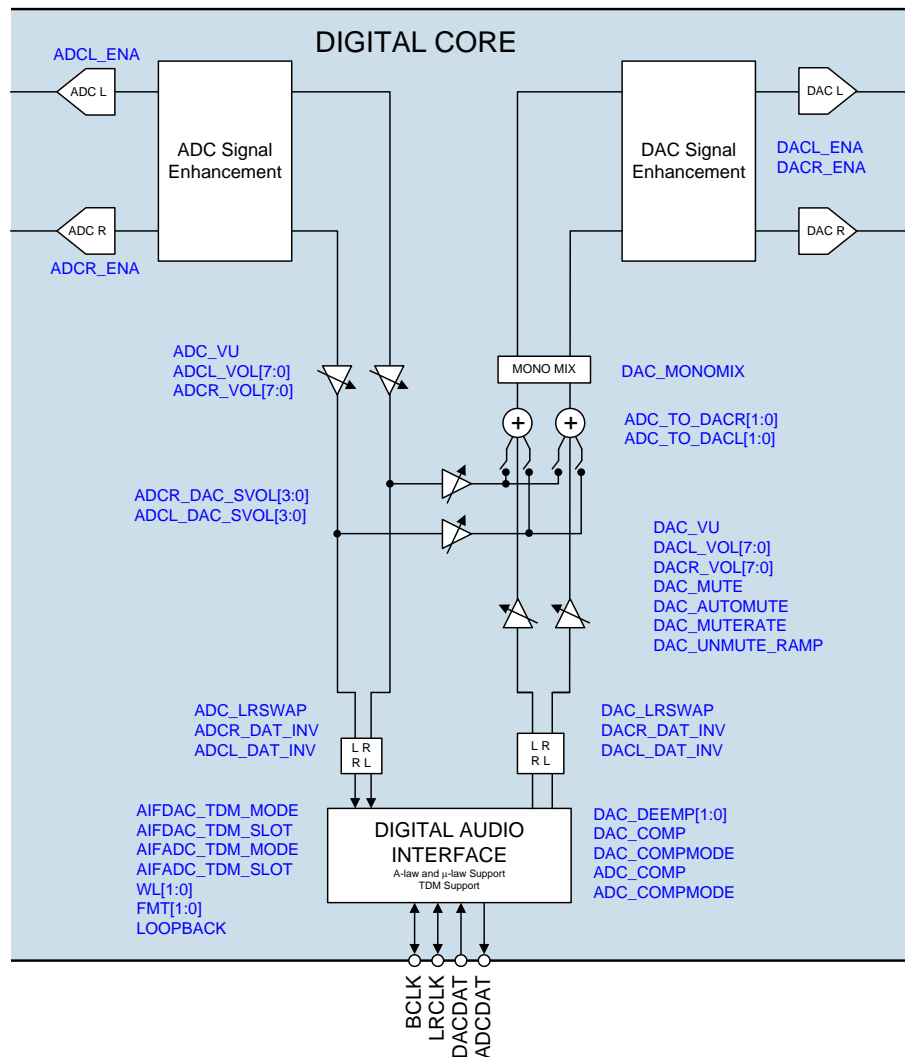 DIGITAL CORE
ADCL_ENA
ADC L
ADC Signal
Enhancement
ADC R
ADCR_ENA
DAC Signal
Enhancement
DAC L
DACL_ENA
DACR_ENA
DAC R
ADC_VU
ADCL_VOL[7:0]
ADCR_VOL[7:0]
MONO MIX
DAC_MONOMIX
+
+
ADC_TO_DACR[1:0]
ADC_TO_DACL[1:0]
ADCR_DAC_SVOL[3:0]
ADCL_DAC_SVOL[3:0]
DAC_VU
DACL_VOL[7:0]
DACR_VOL[7:0]
DAC_MUTE
DAC_AUTOMUTE
DAC_MUTERATE
DAC_UNMUTE_RAMP
ADC_LRSWAP
ADCR_DAT_INV
ADCL_DAT_INV
L R
R L
L R
R L
DAC_LRSWAP
DACR_DAT_INV
DACL_DAT_INV
AIFDAC_TDM_MODE
AIFDAC_TDM_SLOT
AIFADC_TDM_MODE
AIFADC_TDM_SLOT
WL[1:0]
FMT[1:0]
LOOPBACK
DIGITAL AUDIO
INTERFACE
A-law and μ-law Support
TDM Support
DAC_DEEMP[1:0]
DAC_COMP
DAC_COMPMODE
ADC_COMP
ADC_COMPMODE
BCLK
LRCLK
DACDAT
ADCDAT